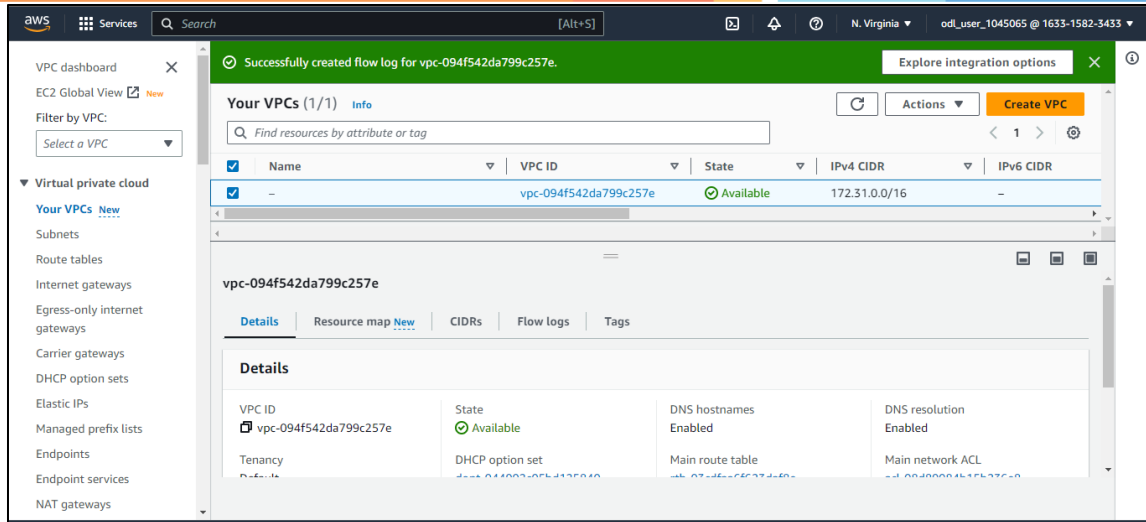 aws Services Search [Alt+S] N. Virginia ▼ odl_user_1045065 @ 1633-1582-3433 ▼
VPC dashboard
EC2 Global View New
Filter by VPC:
Select a VPC
Virtual private cloud
Your VPCs New
Subnets
Route tables
Internet gateways
Egress-only internet
gateways
Carrier gateways
DHCP option sets
Elastic IPs
Managed prefix lists
Endpoints
Endpoint services
NAT gateways
Successfully created flow log for vpc-094f542da799c257e. Explore integration options
Your VPCs (1/1) Info Actions ▼ Create VPC
Find resources by attribute or tag 1
Name VPC ID State IPv4 CIDR IPv6 CIDR
– vpc-094f542da799c257e Available 172.31.0.0/16 –
vpc-094f542da799c257e
Details Resource map New CIDRs Flow logs Tags
Details
VPC ID State DNS hostnames DNS resolution
vpc-094f542da799c257e Available Enabled Enabled
Tenancy DHCP option set Main route table Main network ACL
Default